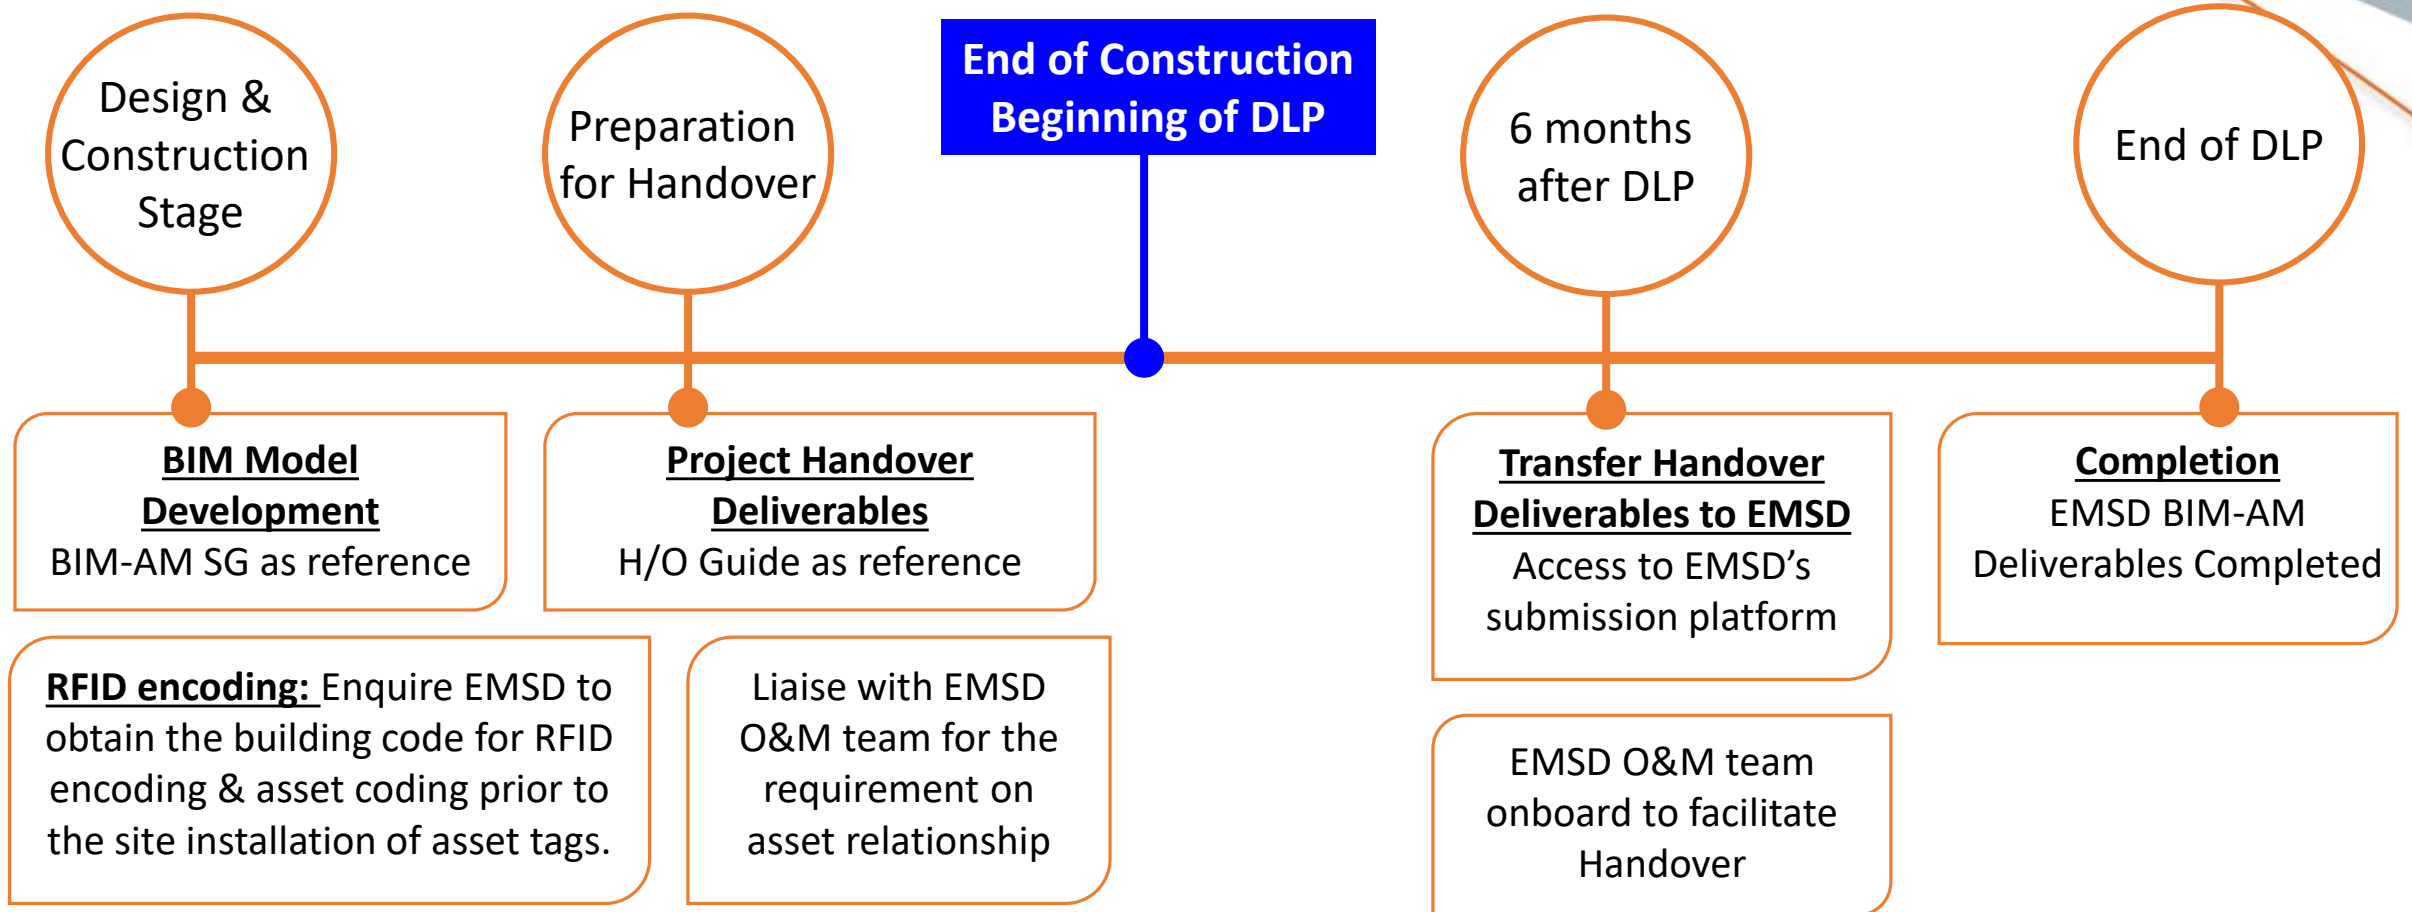 Design &
Construction
Stage
Preparation
for Handover
End of Construction
Beginning of DLP
6 months
after DLP
End of DLP
BIM Model
Development
BIM-AM SG as reference
Project Handover
Deliverables
H/O Guide as reference
Transfer Handover
Deliverables to EMSD
Access to EMSD’s
submission platform
Completion
EMSD BIM-AM
Deliverables Completed
RFID encoding: Enquire EMSD to
obtain the building code for RFID
encoding & asset coding prior to
the site installation of asset tags.
Liaise with EMSD
O&M team for the
requirement on
asset relationship
EMSD O&M team
onboard to facilitate
Handover